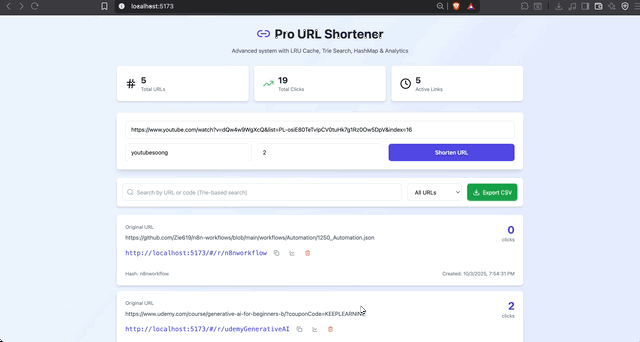 localhost:5173
Pro URL Shortener
Advanced system with LRU Cache, Trie Search, HashMap & Analytics
5
Total URLs
19
Total Clicks
5
Active Links
https://www.youtube.com/watch?v=dQw4w9WgXcQ&list=PL-osiE80TeTvipCV0tuHk7g1Rz0Ow5DpV&index=16
youtubesoong
2
Shorten URL
Search by URL or code (Trie-based search)
All URLs
Export CSV
Original URL
0
https://github.com/Zie619/n8n-workflows/blob/main/workflows/Automation/1250_Automation.json
clicks
http://localhost:5173/#/r/n8nworkflow
Hash: n8nworkflow
Created: 10/3/2025, 7:54:31 PM
Original URL
2
https://www.udemy.com/course/generative-ai-for-beginners-b/?couponCode=KEEPLEARNING
clicks
http://localhost:5173/#/r/udemyGenerativeAI